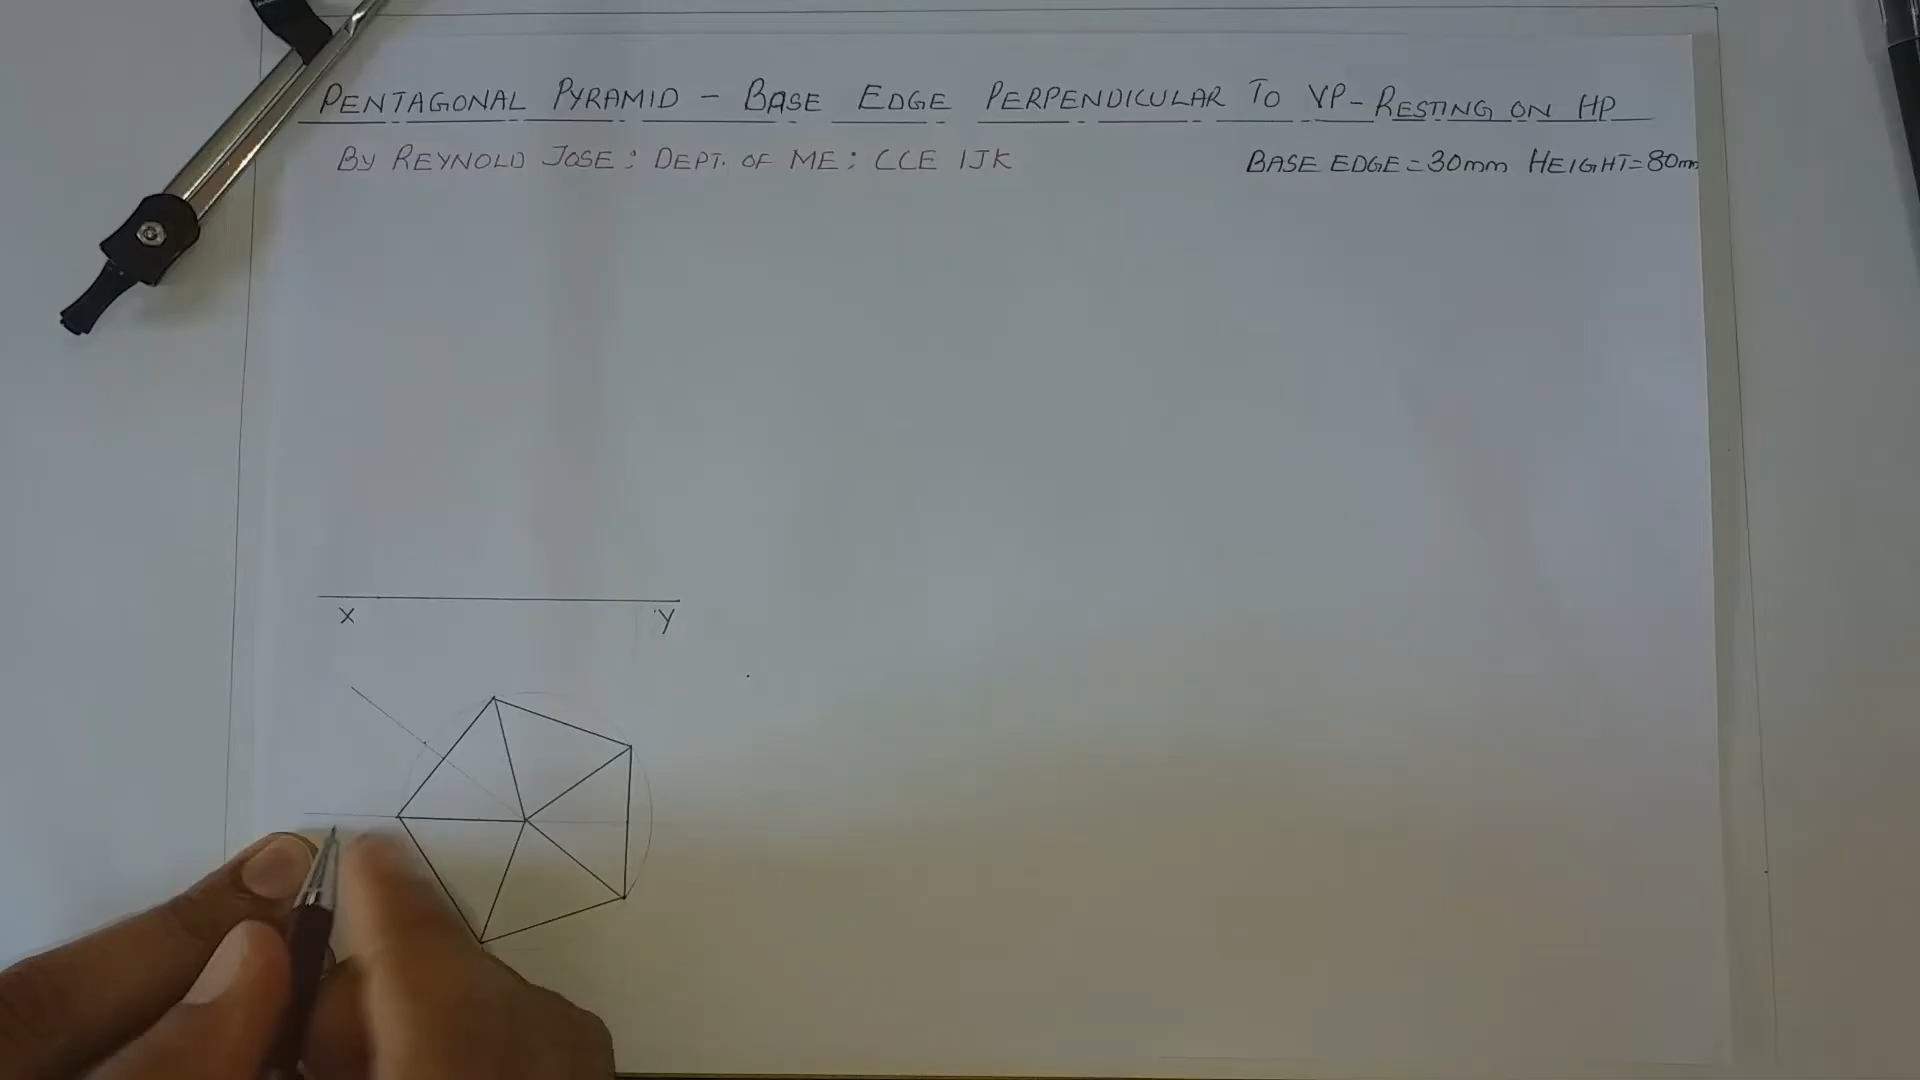 PENTAGONAL PYRAMID - BASE EDGE PERPENDICULAR TO VP - RESTING ON HP
BY REYNOLD JOSE : DEPT. OF ME : CCE IJK
BASE EDGE = 30mm HEIGHT = 80mm
X
Y